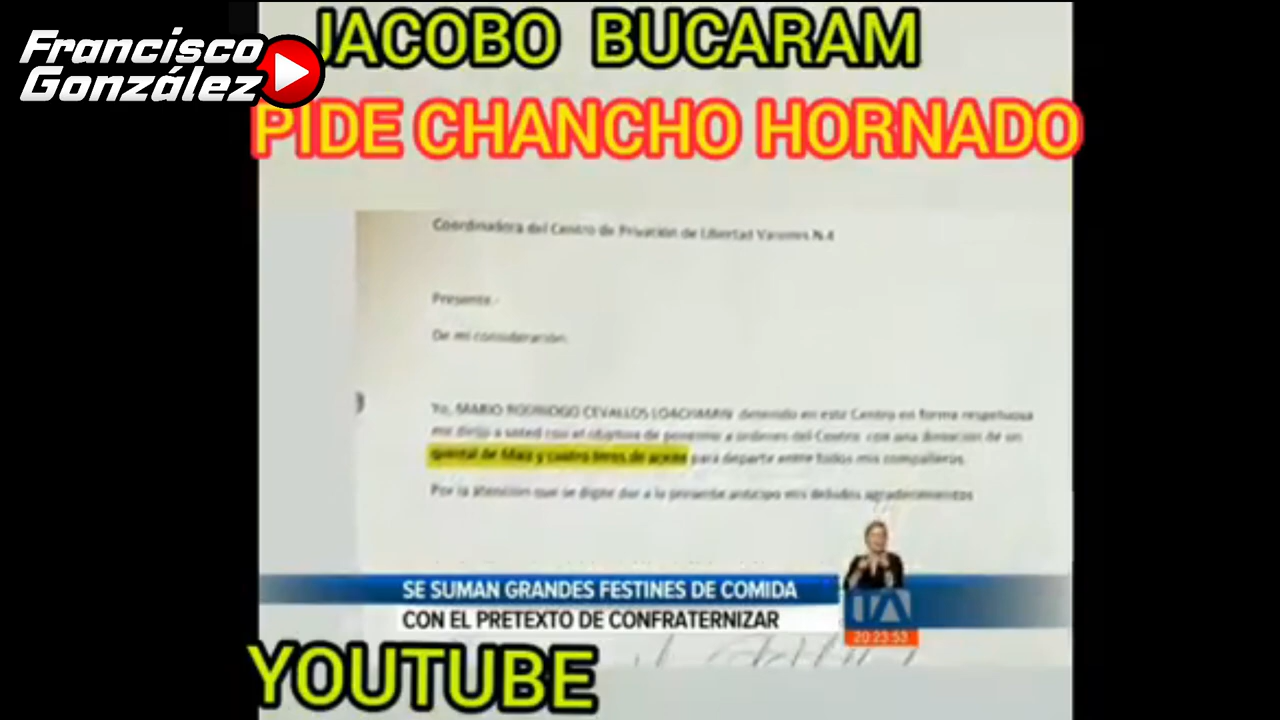 Francisco
González
JACOBO BUCARAM
PIDE CHANCHO HORNADO
Coordinadora del Centro de Privación de Libertad Varones N.4
Presente.-
De mi consideración.
Yo, MARIO RODRIGO CEVALLOS detenido en este Centro en forma respetuosa
me dirijo a usted con el objetivo de ponerme a ordenes del Centro con una donación de un
quintal de Maiz y cuatro litros de aceite para departe entre todos mis compañeros.
Por la atención que se digne dar a la presente anticipo mis debidos agradecimientos
SE SUMAN GRANDES FESTINES DE COMIDA
CON EL PRETEXTO DE CONFRATERNIZAR
TA
20:23:53
YOUTUBE